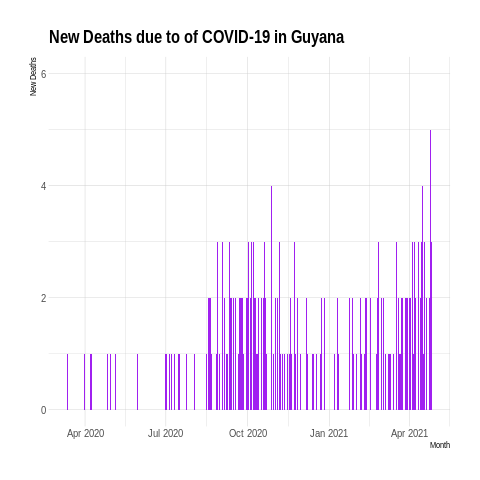 New Deaths due to of COVID-19 in Guyana
New Deaths
6
4
2
0
Apr 2020 Jul 2020 Oct 2020 Jan 2021 Apr 2021
Month